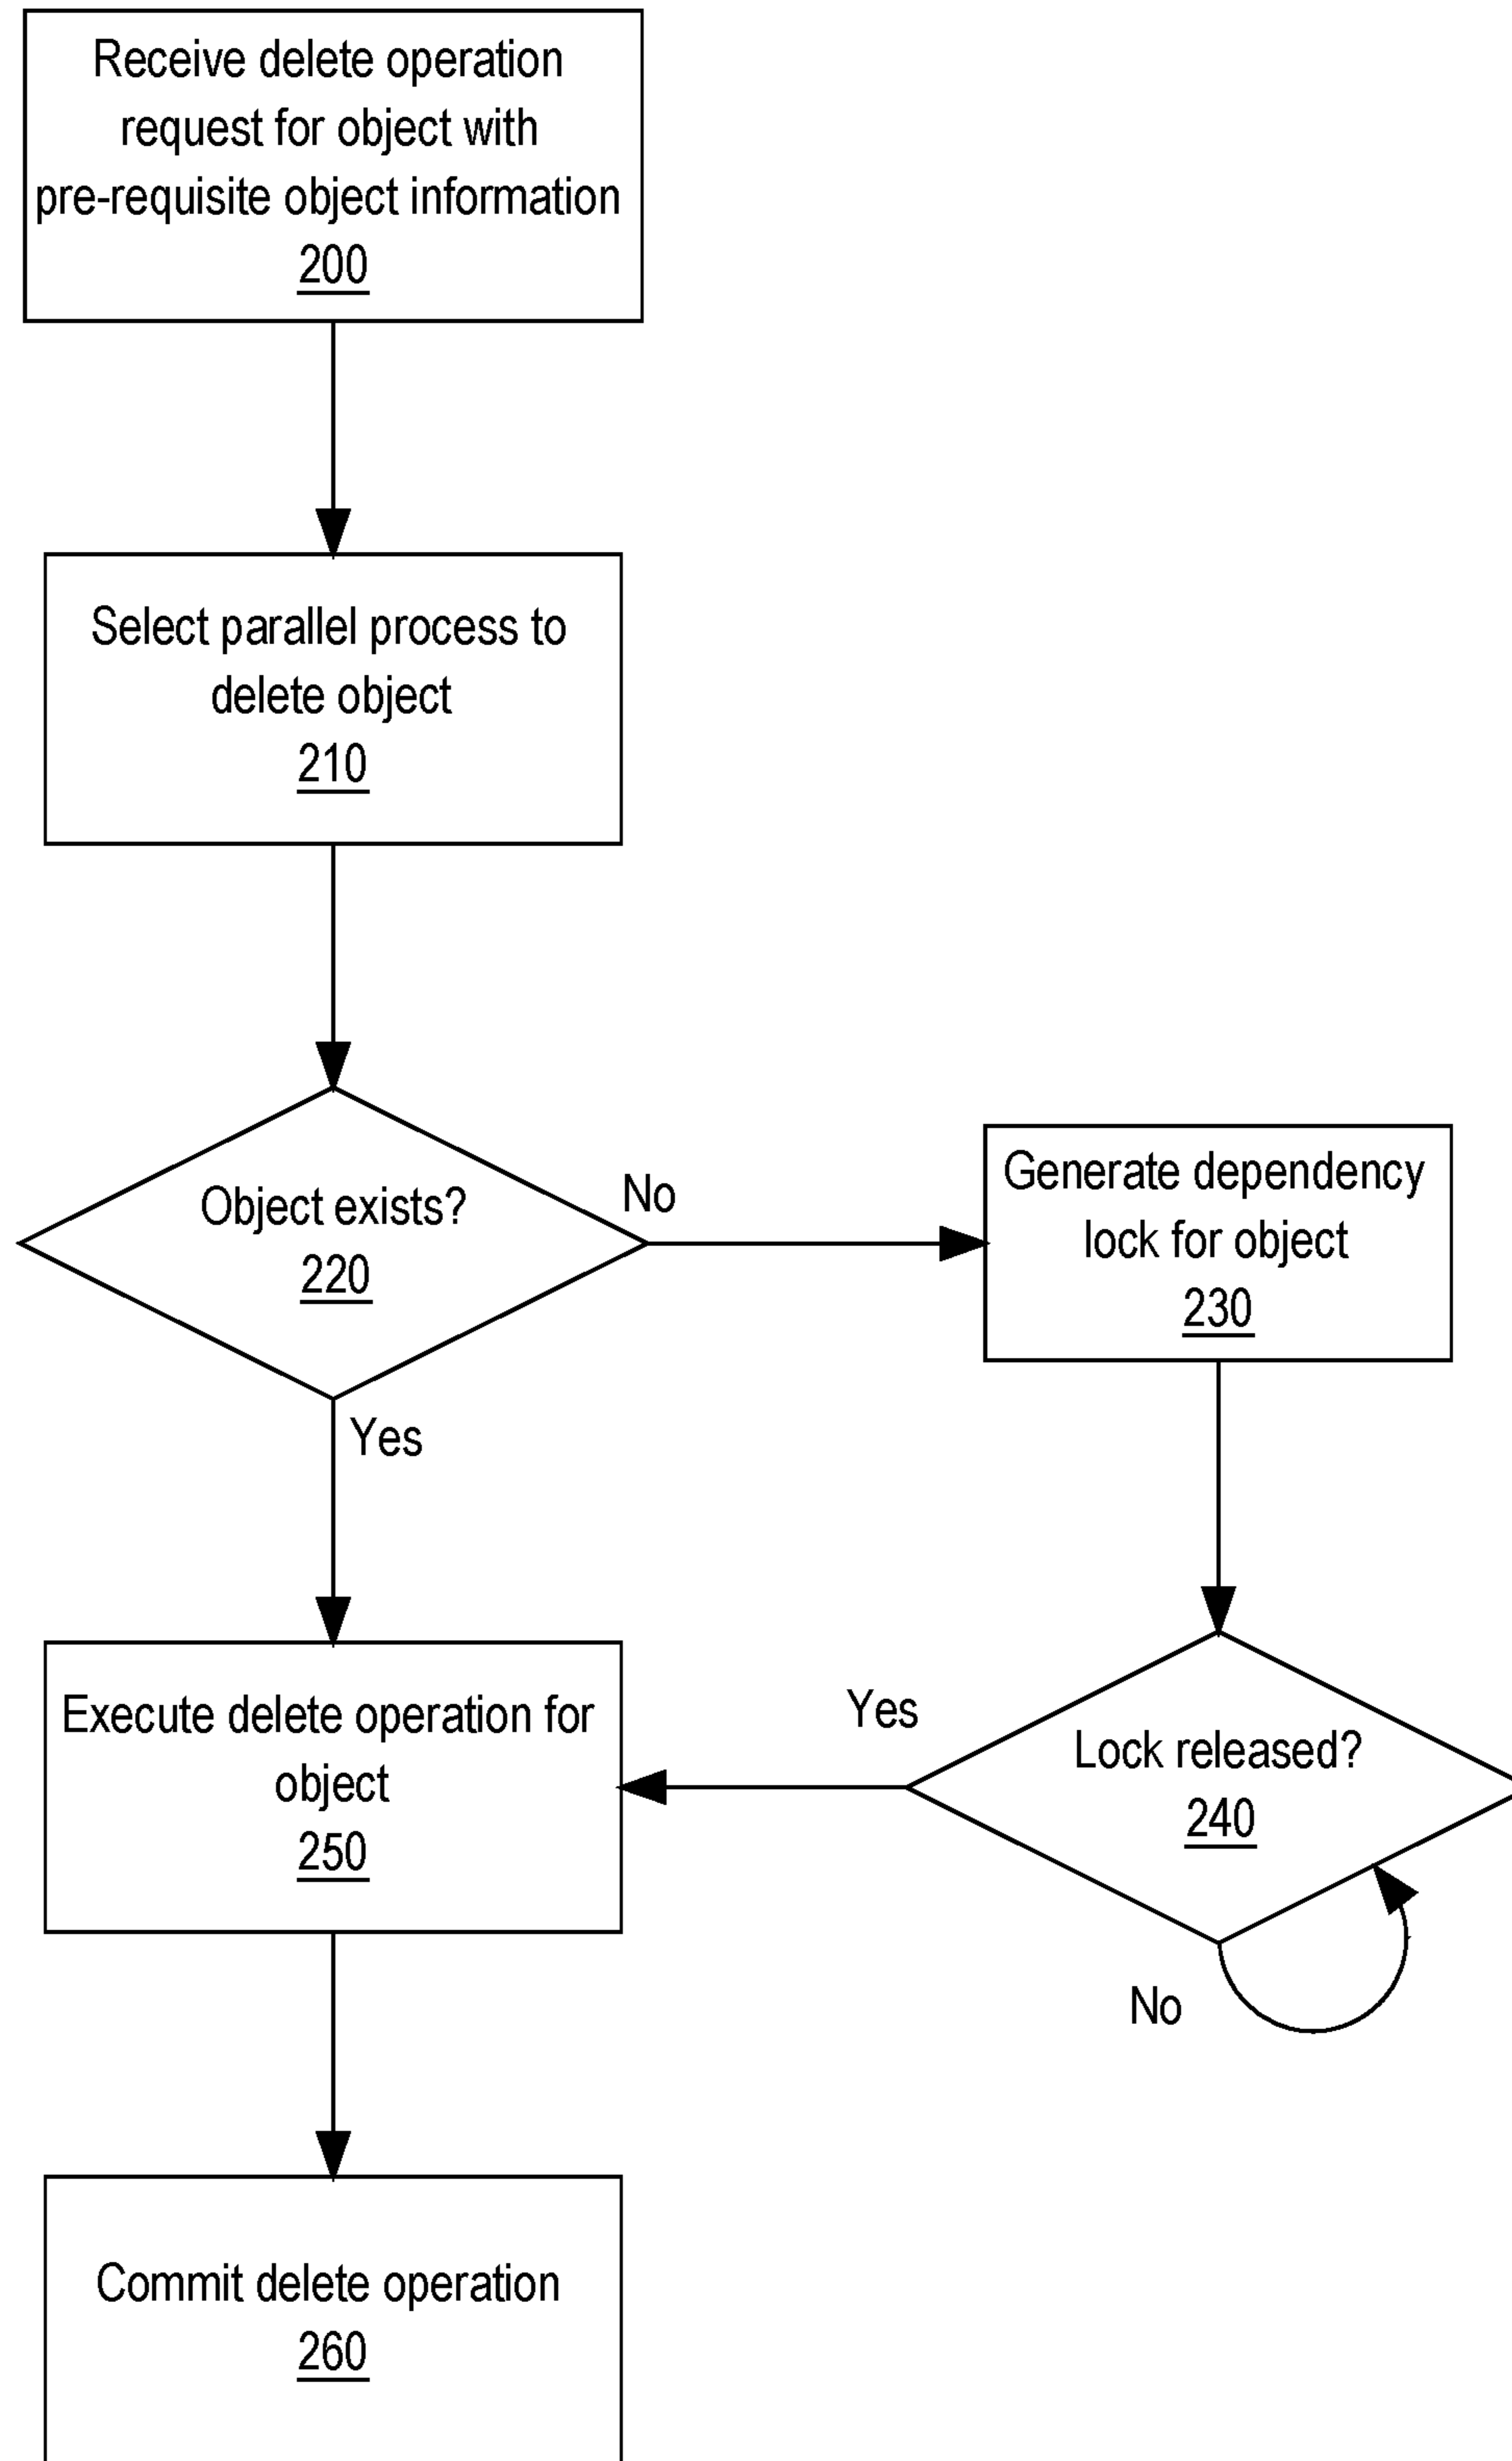 Receive delete operation
request for object with
pre-requisite object information
200
Select parallel process to
delete object
210
Object exists?
220
No
Yes
Generate dependency
lock for object
230
Lock released?
240
Yes
No
Execute delete operation for
object
250
Commit delete operation
260